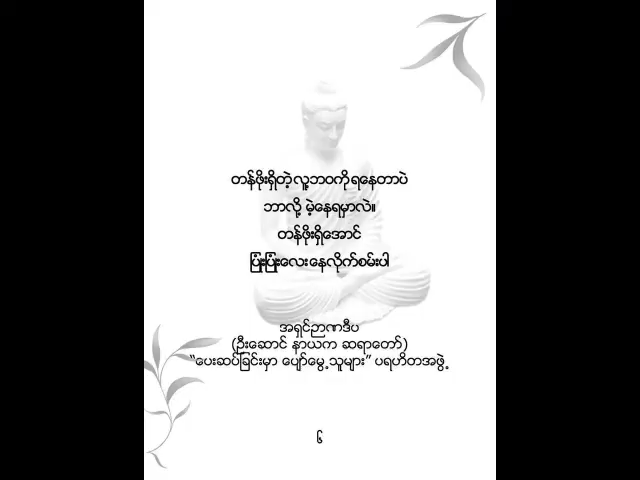 တန်ဖိုးရှိတဲ့လူ့ဘဝကိုရနေတာပဲ
ဘာလို့ မဲ့နေရမှာလဲ။
တန်ဖိုးရှိအောင်
ပြုံးပြုံးလေးနေလိုက်စမ်းပါ
အရှင်ဉာဏဒီပ
(ဦးဆောင် နာယက ဆရာတော်)
“ပေးဆပ်ခြင်းမှာ ပျော်မွေ့သူများ” ပရဟိတအဖွဲ့
၆